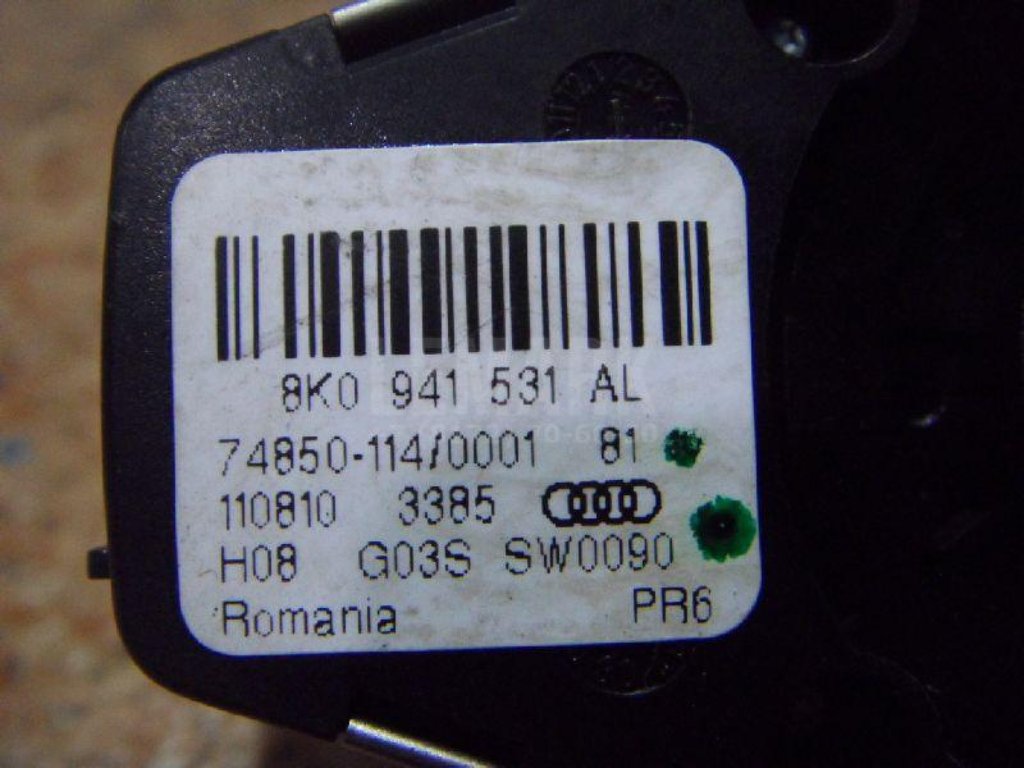 8K0 941 531 AL
74850-114/0001 81
110810 3385
H08 G03S SW0090
Romania PR6